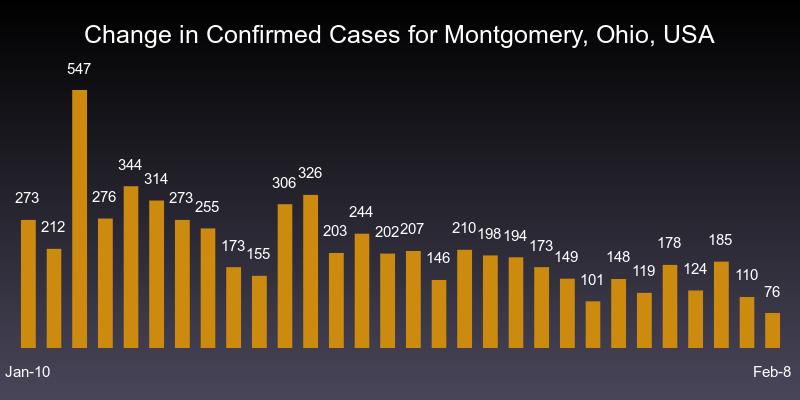 Change in Confirmed Cases for Montgomery, Ohio, USA
273 212 547 276 344 314 273 255 173 155 306 326 203 244 202 207 146 210 198 194 173 149 101 148 119 178 124 185 110 76
Jan-10 Feb-8